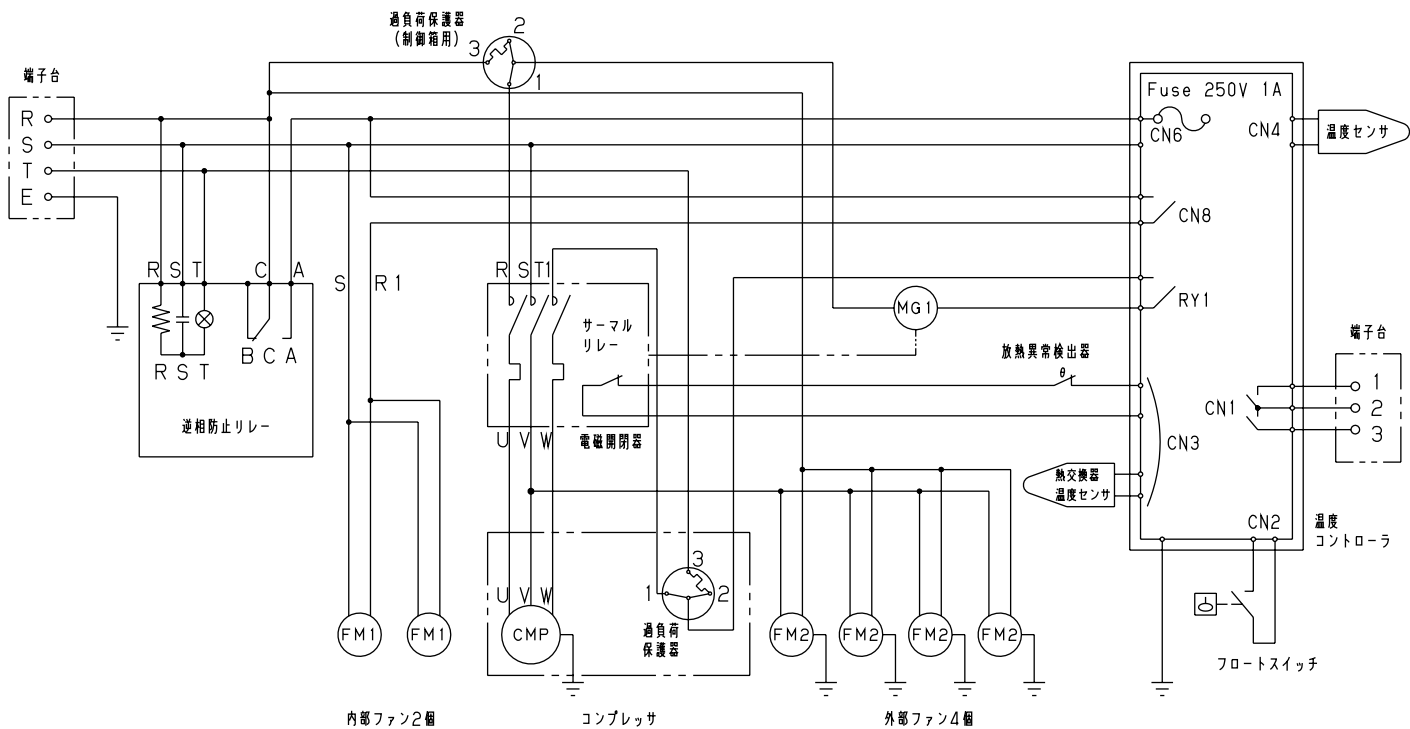 過負荷保護器
(制御箱用)
3
2
1
端子台
R
S
T
E
Fuse 250V 1A
CN6
CN4
温度センサ
CN8
R S T
C A
S
R1
R S T1
RY1
MG1
サーマル
リレー
B C A
R S T
端子台
1
2
3
放熱異常検出器
θ
CN1
逆相防止リレー
U V W
電磁開閉器
CN3
熱交換器
温度センサ
CN2
温度
コントローラ
3
1
2
U V W
FM1
FM1
CMP
過負荷
保護器
FM2
FM2
FM2
FM2
フロートスイッチ
内部ファン2個
コンプレッサ
外部ファン4個